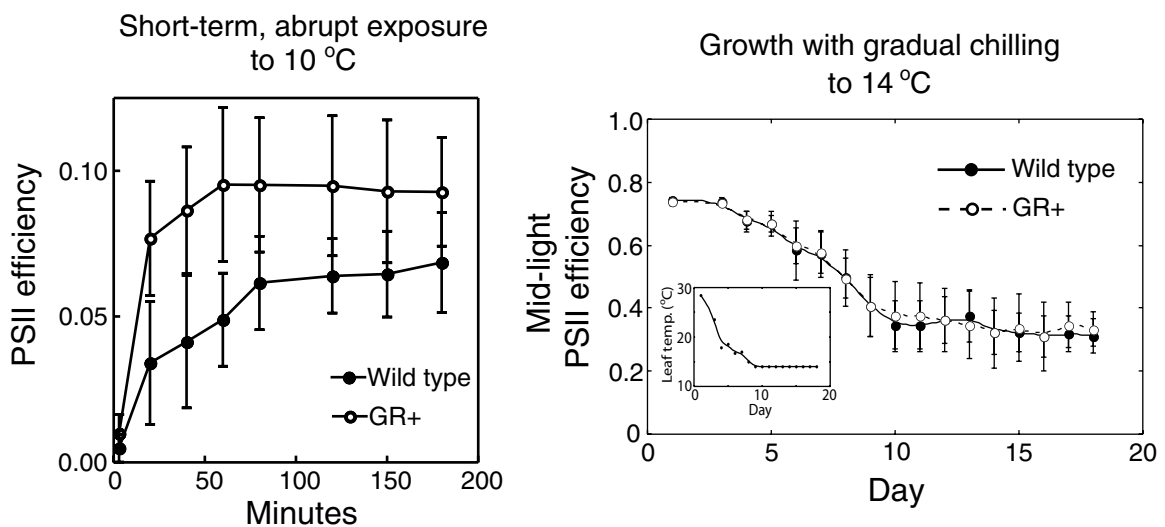 Short-term, abrupt exposure
to 10 °C
PSII efficiency
0.10
0.05
0.00
0
50
100
150
200
Minutes
Wild type
GR+
Growth with gradual chilling
to 14 °C
Mid-light
PSII efficiency
1.0
0.8
0.6
0.4
0.2
0
0
5
10
15
20
Day
Wild type
GR+
Leaf temp. (°C)
30
20
10
0
10
20
Day